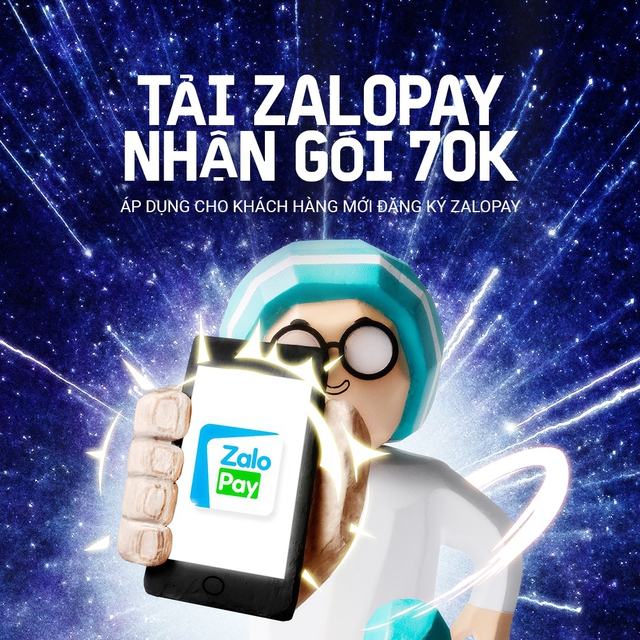 TẢI ZALOPAY
NHẬN GÓI 70K
ÁP DỤNG CHO KHÁCH HÀNG MỚI ĐĂNG KÝ ZALOPAY
Zalo
Pay